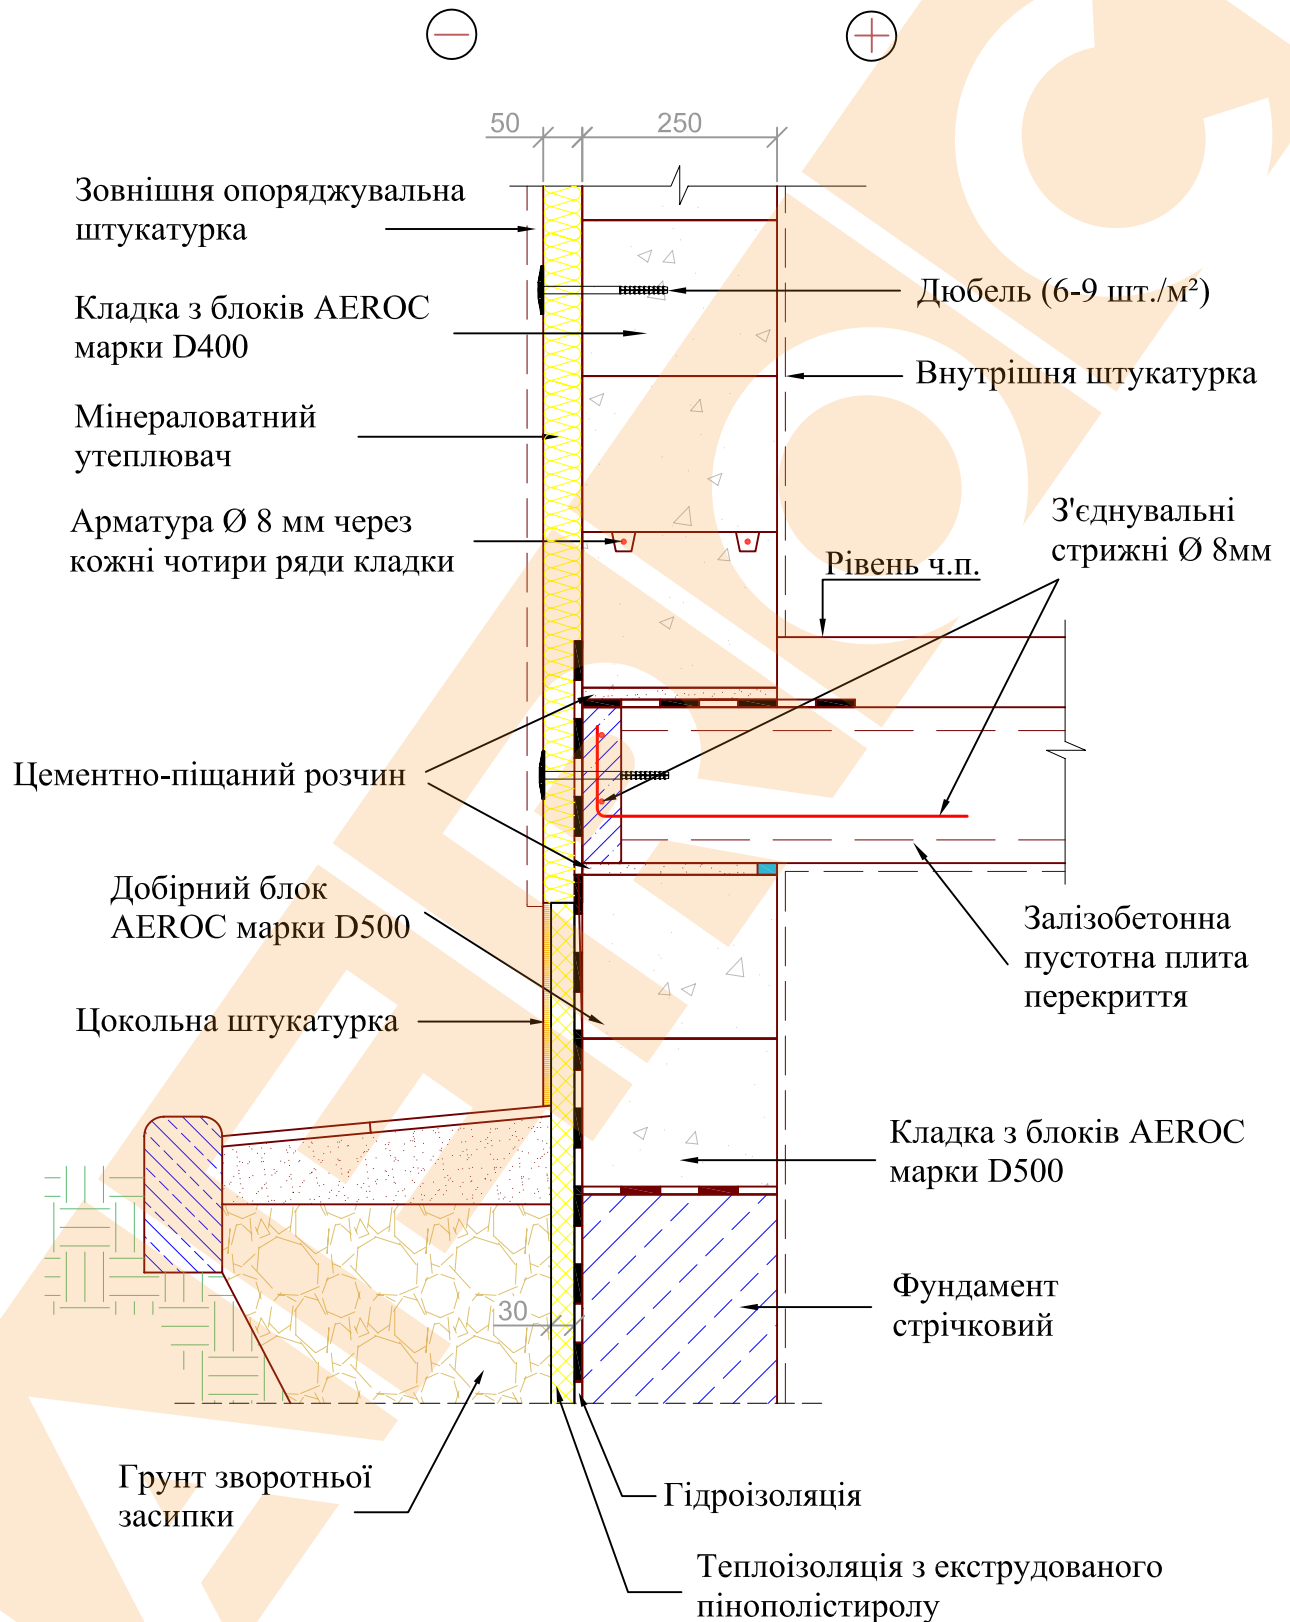 50
250
Зовнішня опоряджувальна
штукатурка
Кладка з блоків AEROC
марки D400
Дюбель (6-9 шт./м²)
Внутрішня штукатурка
Мінераловатний
утеплювач
Арматура Ø 8 мм через
кожні чотири ряди кладки
З'єднувальні
стрижні Ø 8мм
Рівень ч.п.
Цементно-піщаний розчин
Добірний блок
AEROC марки D500
Залізобетонна
пустотна плита
перекриття
Цокольна штукатурка
Кладка з блоків AEROC
марки D500
Фундамент
стрічковий
30
Грунт зворотньої
засипки
Гідроізоляція
Теплоізоляція з екструдованого
пінополістиролу
AEROC